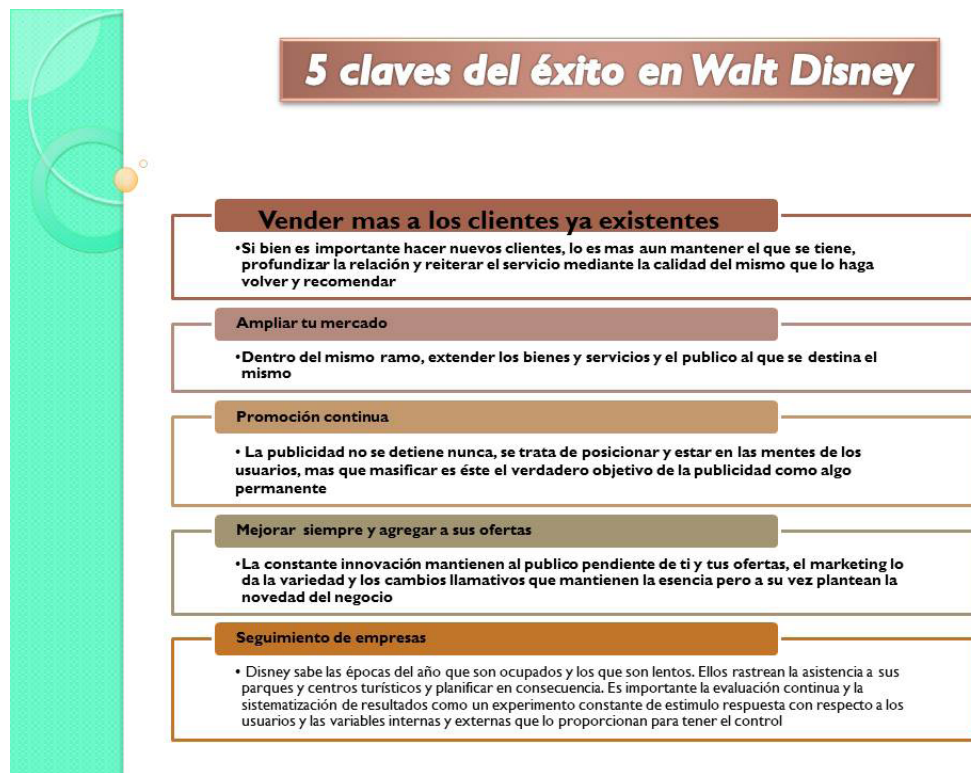 5 claves del éxito en Walt Disney
Vender mas a los clientes ya existentes
•Si bien es importante hacer nuevos clientes, lo es mas aun mantener el que se tiene,
profundizar la relación y reiterar el servicio mediante la calidad del mismo que lo haga
volver y recomendar
Ampliar tu mercado
•Dentro del mismo ramo, extender los bienes y servicios y el publico al que se destina el
mismo
Promoción continua
• La publicidad no se detiene nunca, se trata de posicionar y estar en las mentes de los
usuarios, mas que masificar es éste el verdadero objetivo de la publicidad como algo
permanente
Mejorar siempre y agregar a sus ofertas
•La constante innovación mantienen al publico pendiente de ti y tus ofertas, el marketing lo
da la variedad y los cambios llamativos que mantienen la esencia pero a su vez plantean la
novedad del negocio
Seguimiento de empresas
• Disney sabe las épocas del año que son ocupados y los que son lentos. Ellos rastrean la asistencia a sus
parques y centros turísticos y planificar en consecuencia. Es importante la evaluación continua y la
sistematización de resultados como un experimento constante de estimulo respuesta con respecto a los
usuarios y las variables internas y externas que lo proporcionan para tener el control